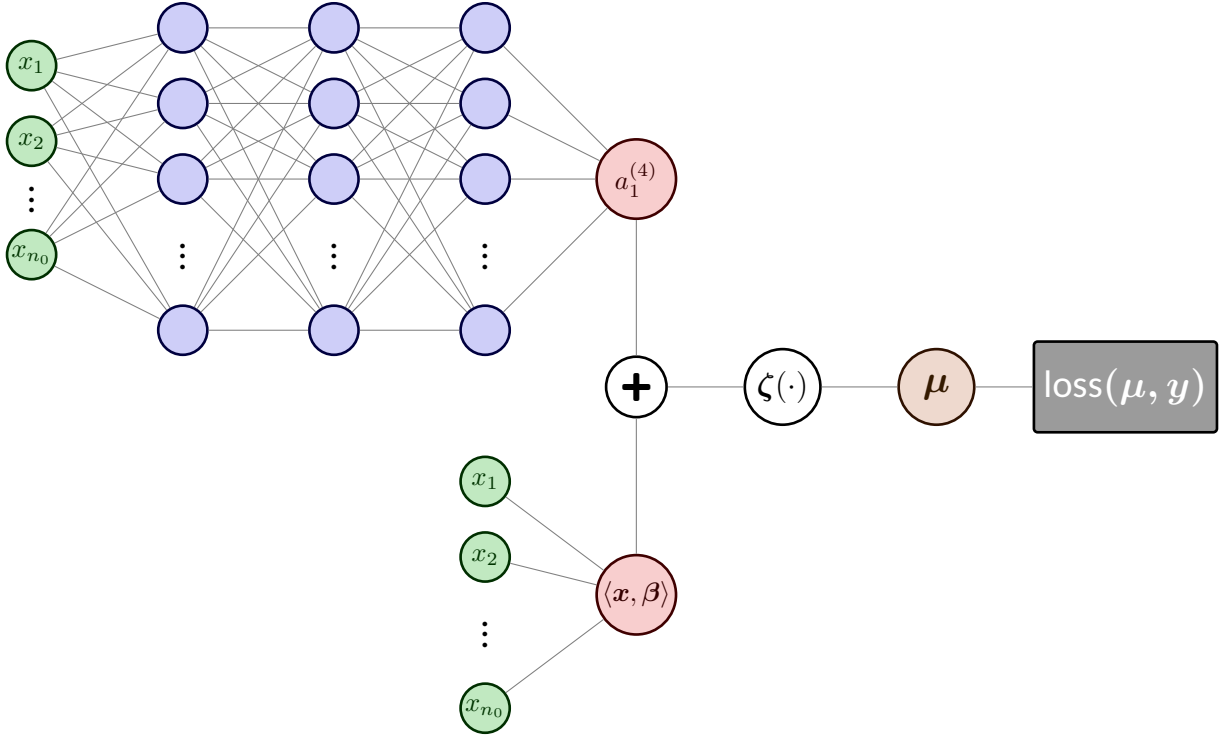 x₁
x₂
⋮
xₙ₀
⋮
⋮
⋮
a₁⁽⁴⁾
+
ζ(·)
μ
loss(μ, y)
x₁
x₂
⋮
xₙ₀
⟨x, β⟩